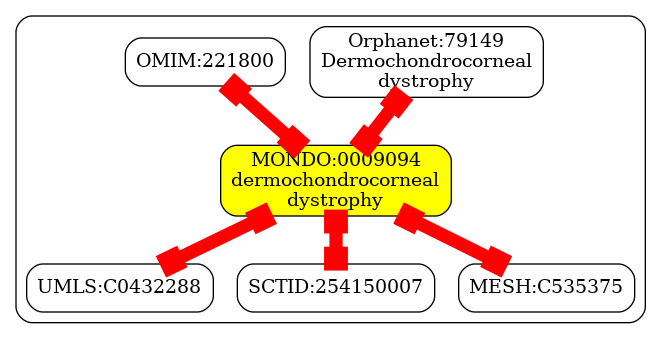 OMIM:221800
Orphanet:79149
Dermochondrocorneal
dystrophy
MONDO:0009094
dermochondrocorneal
dystrophy
UMLS:C0432288
SCTID:254150007
MESH:C535375